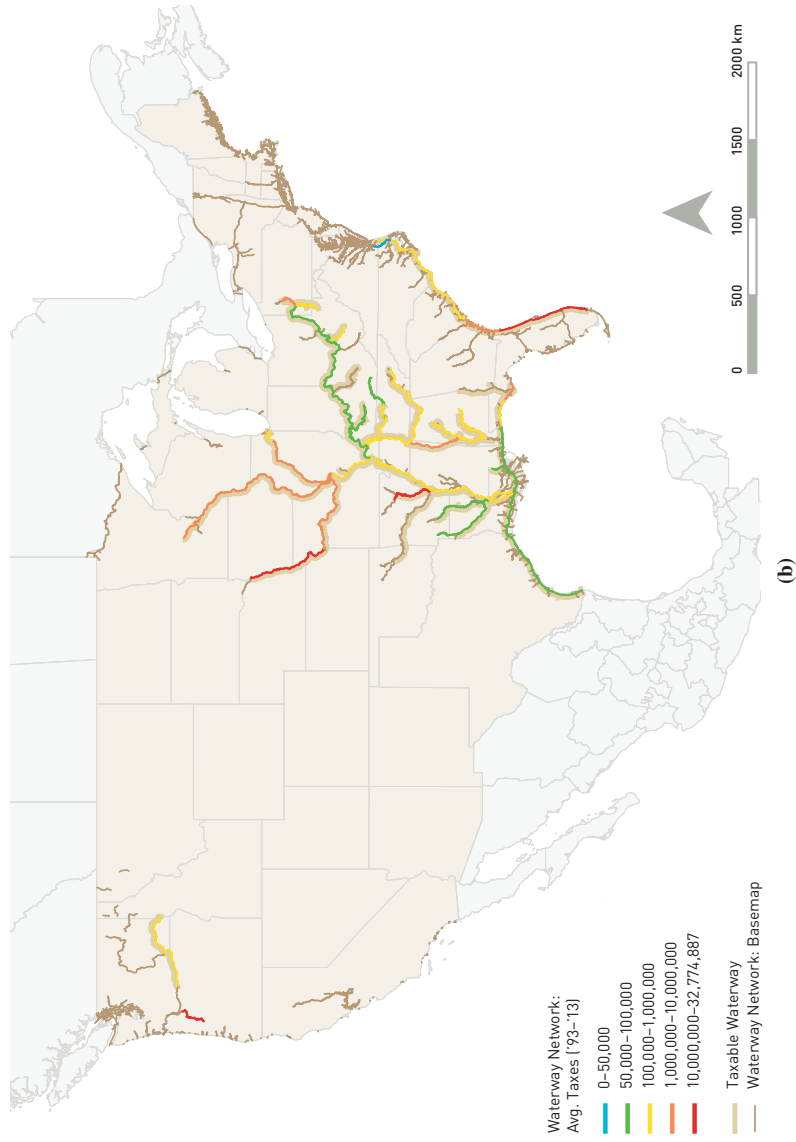 Waterway Network:
Avg. Taxes ('93–'13)
0–50,000
50,000–100,000
100,000–1,000,000
1,000,000–10,000,000
10,000,000–32,774,887
Taxable Waterway
Waterway Network: Basemap
0 500 1000 1500 2000 km
(b)